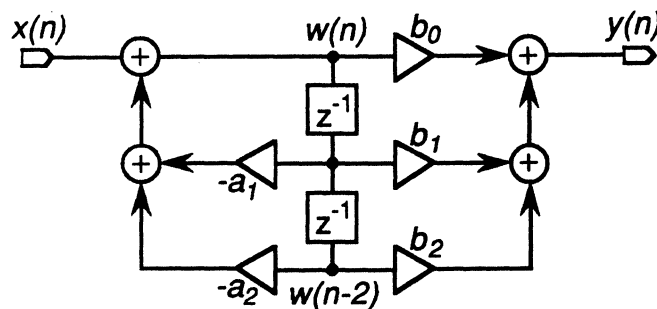 x(n) w(n) b₀ y(n)
+ +
z⁻¹
b₁
+ +
-a₁
z⁻¹
b₂
-a₂ w(n-2)